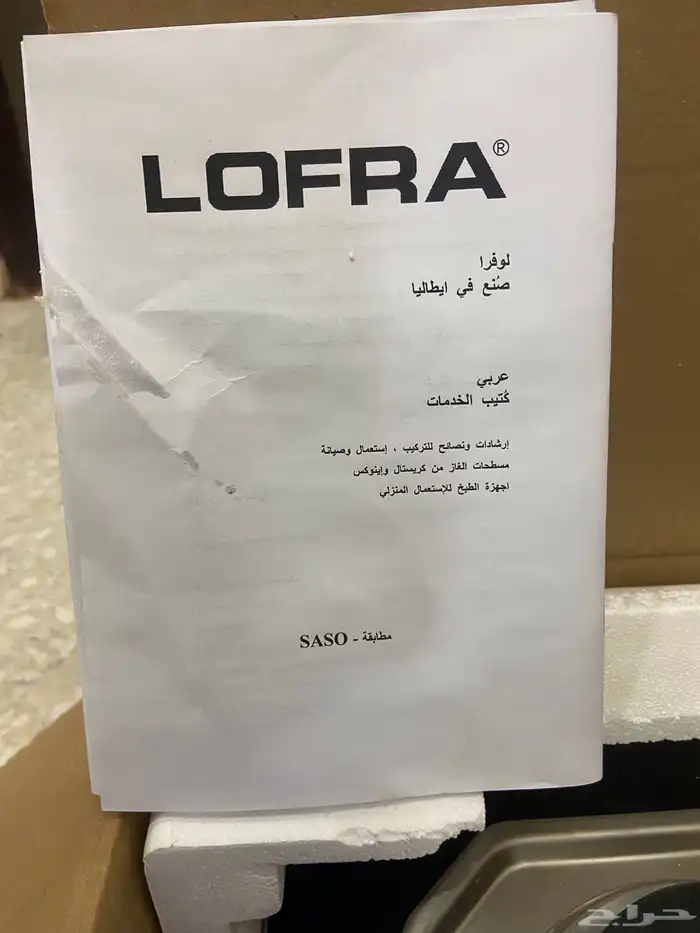 LOFRA®
لوفرا
صُنع في ايطاليا
عربي
كُتيب الخدمات
إرشادات ونصائح للتركيب ، إستعمال وصيانة
مسطحات الغاز من كريستال وإينوكس
اجهزة الطبخ للإستعمال المنزلي
مطابقة - SASO
حراج